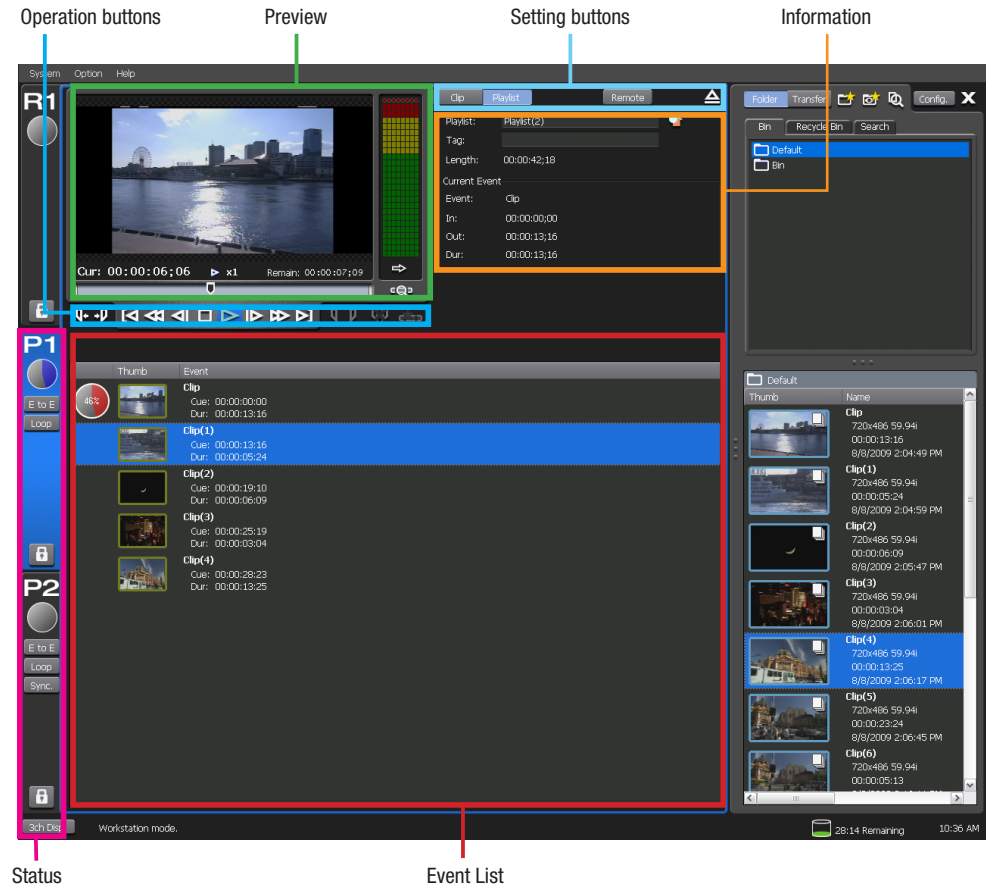 Operation buttons
Preview
Setting buttons
Information
System Option Help
R1
Cur: 00:00:06;06 x1 Remain: 00:00:07;09
Clip Playlist Remote
Playlist: Playlist(2)
Tag:
Length: 00:00:42;18
Current Event
Event: Clip
In: 00:00:00;00
Out: 00:00:13;16
Dur: 00:00:13;16
Folder Transfer Config. X
Bin Recycle Bin Search
Default
Bin
P1
E to E
Loop
P2
E to E
Loop
Sync.
Thumb Event
46%
Clip
Cue: 00:00:00:00
Dur: 00:00:13:16
Clip(1)
Cue: 00:00:13:16
Dur: 00:00:05:24
Clip(2)
Cue: 00:00:19:10
Dur: 00:00:06:09
Clip(3)
Cue: 00:00:25:19
Dur: 00:00:03:04
Clip(4)
Cue: 00:00:28:23
Dur: 00:00:13:25
Default
Thumb Name
Clip
720x486 59.94i
00:00:13:16
8/8/2009 2:04:49 PM
Clip(1)
720x486 59.94i
00:00:05:24
8/8/2009 2:04:59 PM
Clip(2)
720x486 59.94i
00:00:06:09
8/8/2009 2:05:47 PM
Clip(3)
720x486 59.94i
00:00:03:04
8/8/2009 2:06:01 PM
Clip(4)
720x486 59.94i
00:00:13:25
8/8/2009 2:06:17 PM
Clip(5)
720x486 59.94i
00:00:23:24
8/8/2009 2:06:45 PM
Clip(6)
720x486 59.94i
00:00:05:13
3ch Disp
Workstation mode.
28:14 Remaining
10:36 AM
Status
Event List